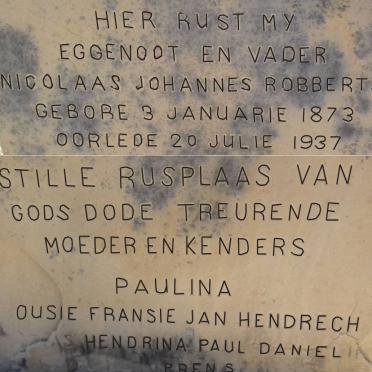 HIER RUST MY
EGGENOOT EN VADER
NICOLAAS JOHANNES ROBBERT
GEBORE 3 JANUARIE 1873
OORLEDE 20 JULIE 1937
STILLE RUSPLAAS VAN
GODS DODE TREURENDE
MOEDER EN KENDERS
PAULINA
OUSIE FRANSIE JAN HENDRECH
HENDRINA PAUL DANIEL
PRENS